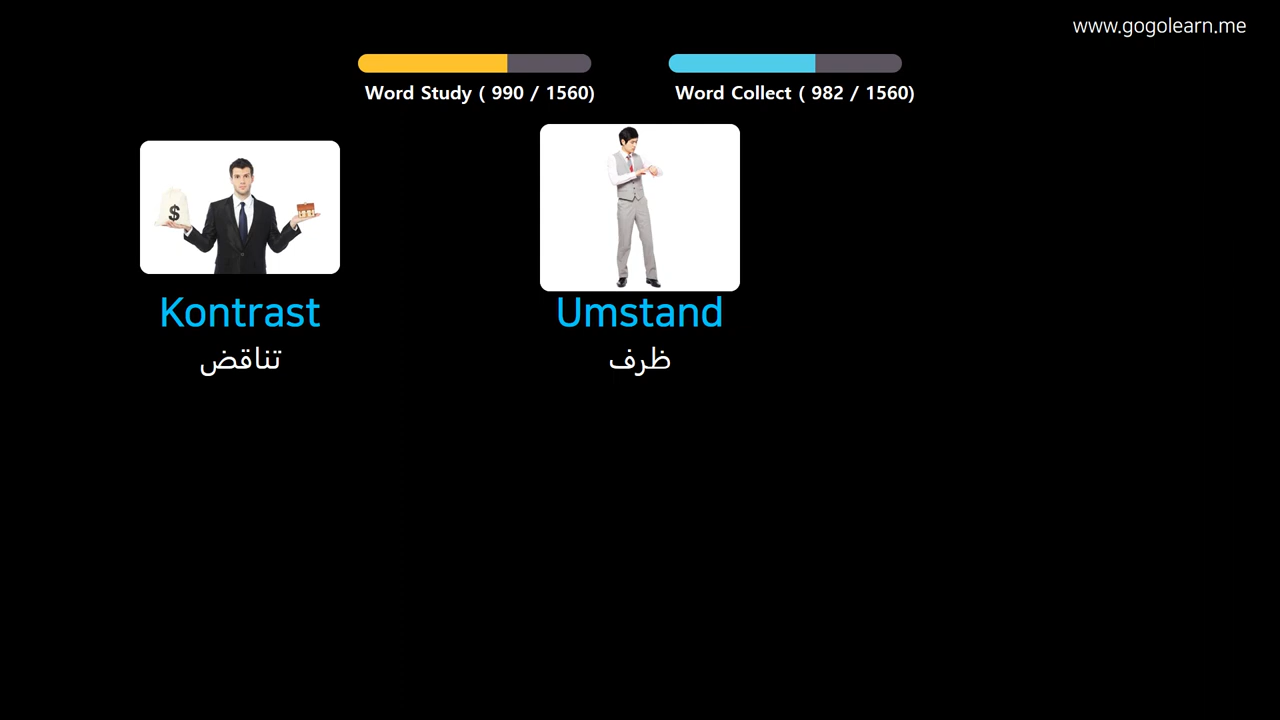 www.gogolearn.me
Word Study ( 990 / 1560)
Word Collect ( 982 / 1560)
$
Kontrast
تناقض
Umstand
ظرف